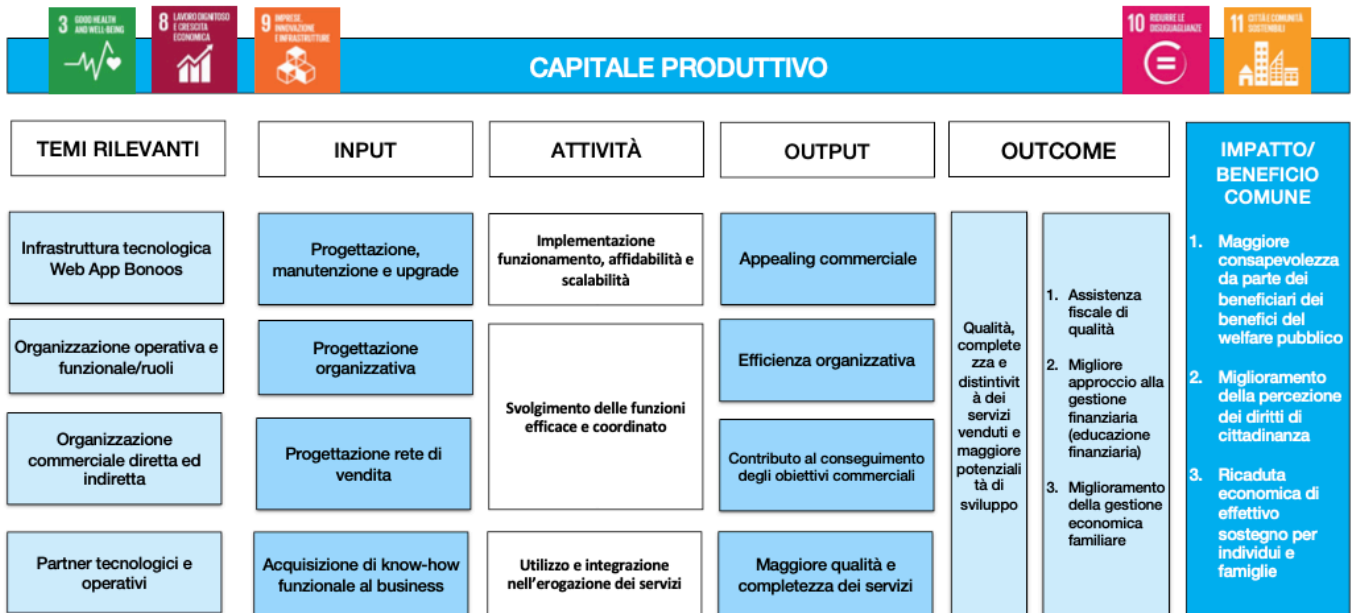 3 GOOD HEALTH
AND WELL-BEING
8 LAVORO DIGNITOSO
E CRESCITA
ECONOMICA
9 IMPRESE,
INNOVAZIONE
E INFRASTRUTTURE
CAPITALE PRODUTTIVO
10 RIDURRE LE
DISUGUAGLIANZE
11 CITTÀ E COMUNITÀ
SOSTENIBILI
TEMI RILEVANTI
INPUT
ATTIVITÀ
OUTPUT
OUTCOME
IMPATTO/
BENEFICIO
COMUNE
Infrastruttura tecnologica
Web App Bonoos
Progettazione,
manutenzione e upgrade
Implementazione
funzionamento, affidabilità e
scalabilità
Appealing commerciale
Organizzazione operativa e
funzionale/ruoli
Progettazione
organizzativa
Svolgimento delle funzioni
efficace e coordinato
Efficienza organizzativa
Organizzazione
commerciale diretta ed
indiretta
Progettazione rete di
vendita
Contributo al conseguimento
degli obiettivi commerciali
Partner tecnologici e
operativi
Acquisizione di know-how
funzionale al business
Utilizzo e integrazione
nell'erogazione dei servizi
Maggiore qualità e
completezza dei servizi
Qualità,
complete
zza e
distintivit
à dei
servizi
venduti e
maggiore
potenziali
tà di
sviluppo
1. Assistenza
fiscale di
qualità
2. Migliore
approccio alla
gestione
finanziaria
(educazione
finanziaria)
3. Miglioramento
della gestione
economica
familiare
1. Maggiore
consapevolezza
da parte dei
beneficiari dei
benefici del
welfare pubblico
2. Miglioramento
della percezione
dei diritti di
cittadinanza
3. Ricaduta
economica di
effettivo
sostegno per
individui e
famiglie